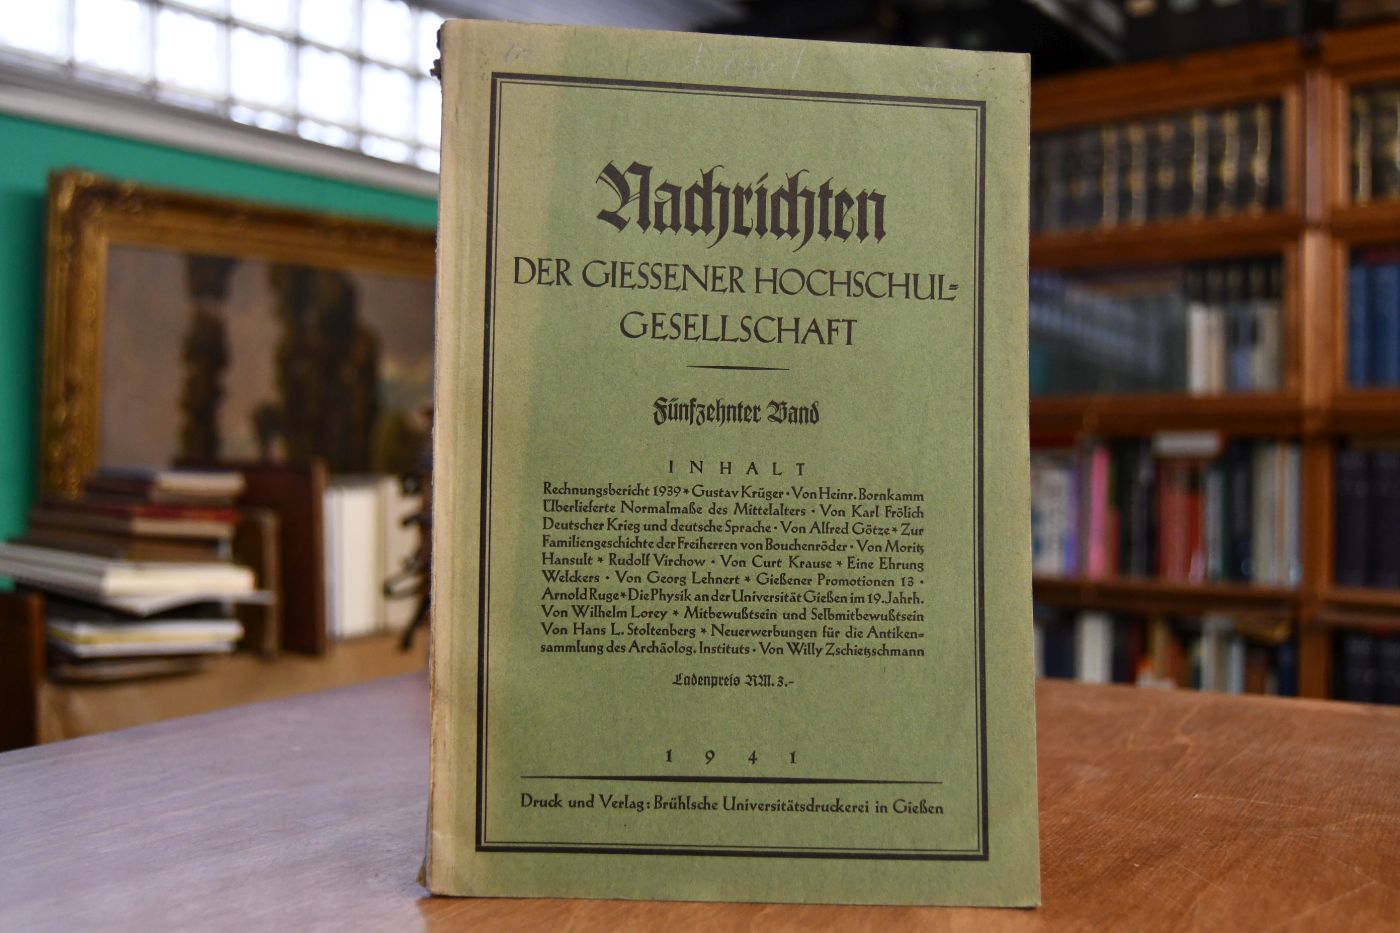 Nachrichten
DER GIESSENER HOCHSCHUL=
GESELLSCHAFT
Fünfzehnter Band
INHALT
Rechnungsbericht 1939 * Gustav Krüger · Von Heinr. Bornkamm
Überlieferte Normalmaße des Mittelalters · Von Karl Frölich
Deutscher Krieg und deutsche Sprache · Von Alfred Götze * Zur
Familiengeschichte der Freiherren von Bouchenröder · Von Moritz
Hansult * Rudolf Virchow · Von Curt Krause * Eine Ehrung
Welckers · Von Georg Lehnert * Gießener Promotionen 13 ·
Arnold Ruge * Die Physik an der Universität Gießen im 19. Jahrh.
Von Wilhelm Lorey * Mitbewußtsein und Selbmitbewußtsein
Von Hans L. Stoltenberg * Neuerwerbungen für die Antiken=
sammlung des Archäolog. Instituts · Von Willy Zschietzschmann
Ladenpreis RM. 3.-
1941
Druck und Verlag: Brühlsche Universitätsdruckerei in Gießen